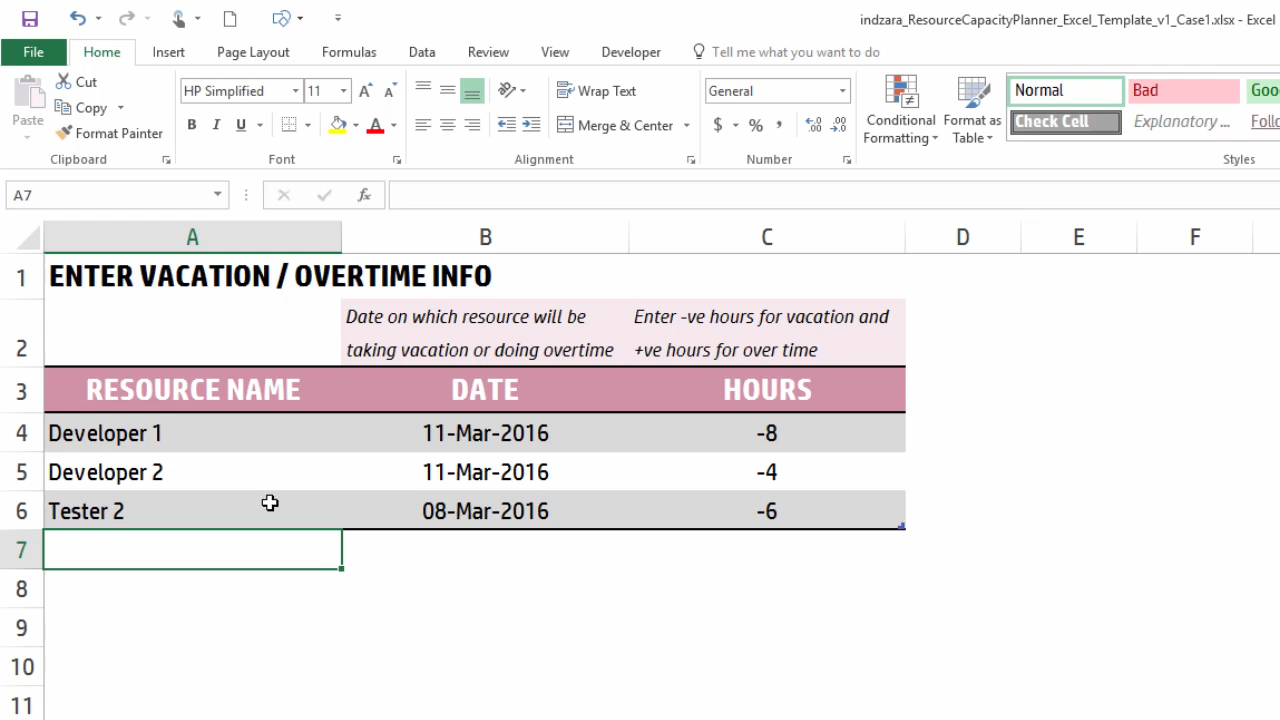 indzara_ResourceCapacityPlanner_Excel_Template_v1_Case1.xlsx - Excel
File Home Insert Page Layout Formulas Data Review View Developer Tell me what you want to do
Paste
Cut
Copy
Format Painter
Clipboard
HP Simplified 11
B I U
Font
Wrap Text
Merge & Center
Alignment
General
$ %
Number
Conditional Formatting
Format as Table
Normal Bad Goo
Check Cell Explanatory ... Follo
Styles
A7 fx
A B C D E F
1 ENTER VACATION / OVERTIME INFO
Date on which resource will be Enter -ve hours for vacation and
2 taking vacation or doing overtime +ve hours for over time
3 RESOURCE NAME DATE HOURS
4 Developer 1 11-Mar-2016 -8
5 Developer 2 11-Mar-2016 -4
6 Tester 2 08-Mar-2016 -6
7
8
9
10
11